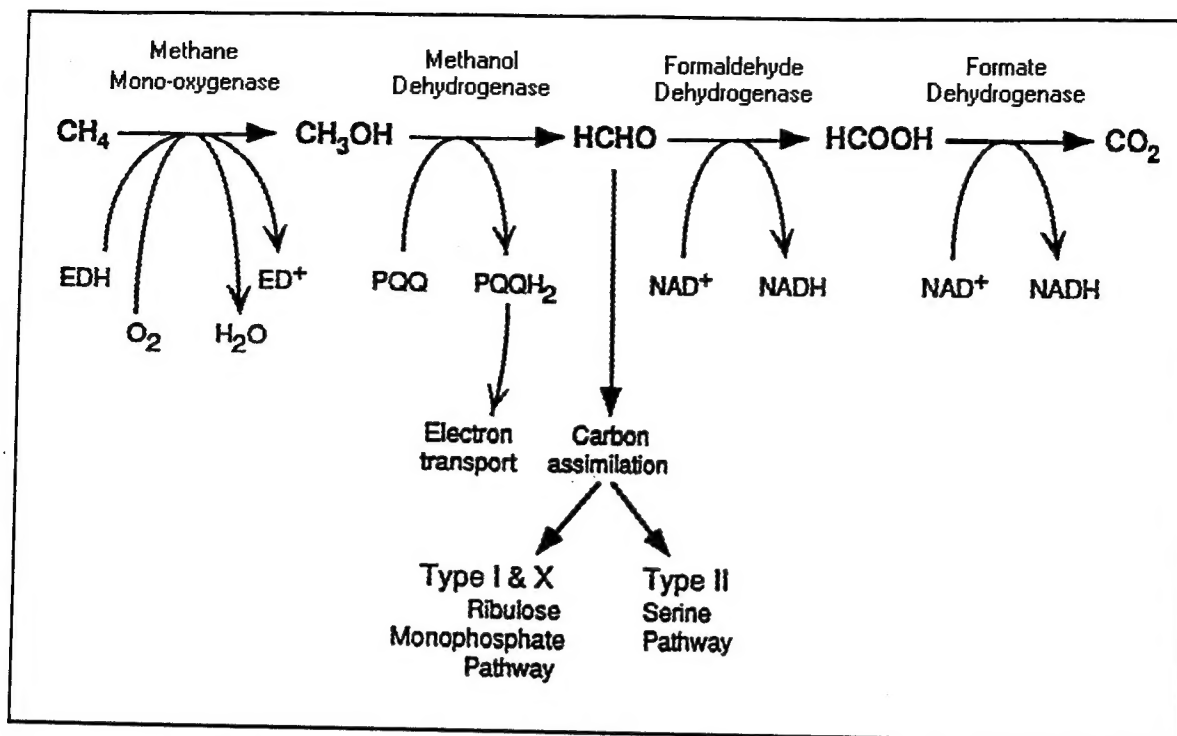 Methane
Mono-oxygenase
Methanol
Dehydrogenase
Formaldehyde
Dehydrogenase
Formate
Dehydrogenase
CH₄
CH₃OH
HCHO
HCOOH
CO₂
EDH
O₂
H₂O
ED⁺
PQQ
PQQH₂
NAD⁺
NADH
NAD⁺
NADH
Electron
transport
Carbon
assimilation
Type I & X
Ribulose
Monophosphate
Pathway
Type II
Serine
Pathway